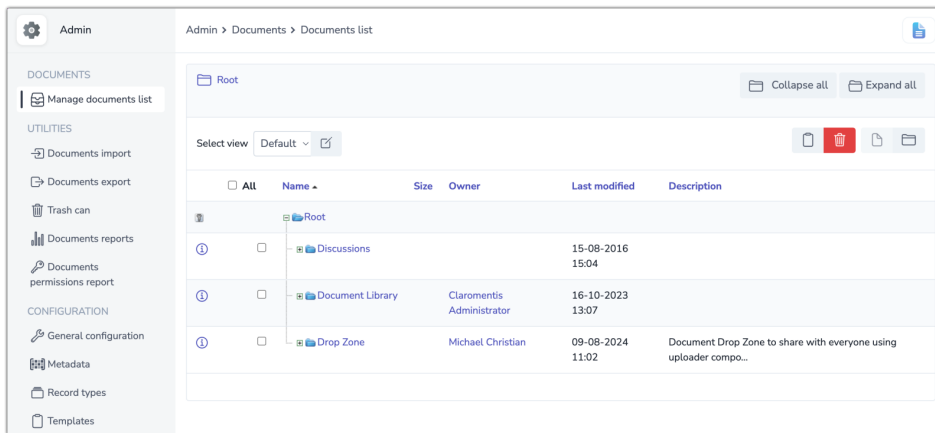 Admin
Admin > Documents > Documents list
DOCUMENTS
Manage documents list
UTILITIES
Documents import
Documents export
Trash can
Documents reports
Documents
permissions report
CONFIGURATION
General configuration
Metadata
Record types
Templates
Root
Collapse all
Expand all
Select view Default
All Name Size Owner Last modified Description
Root
Discussions 15-08-2016
15:04
Document Library Claromentis 16-10-2023
Administrator 13:07
Drop Zone Michael Christian 09-08-2024 Document Drop Zone to share with everyone using
11:02 uploader compo...